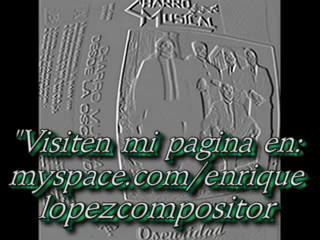 CHARRO
MUSICAL
"Visiten mi pagina en:
myspace.com/enrique
lopezcompositor
Oscuridad